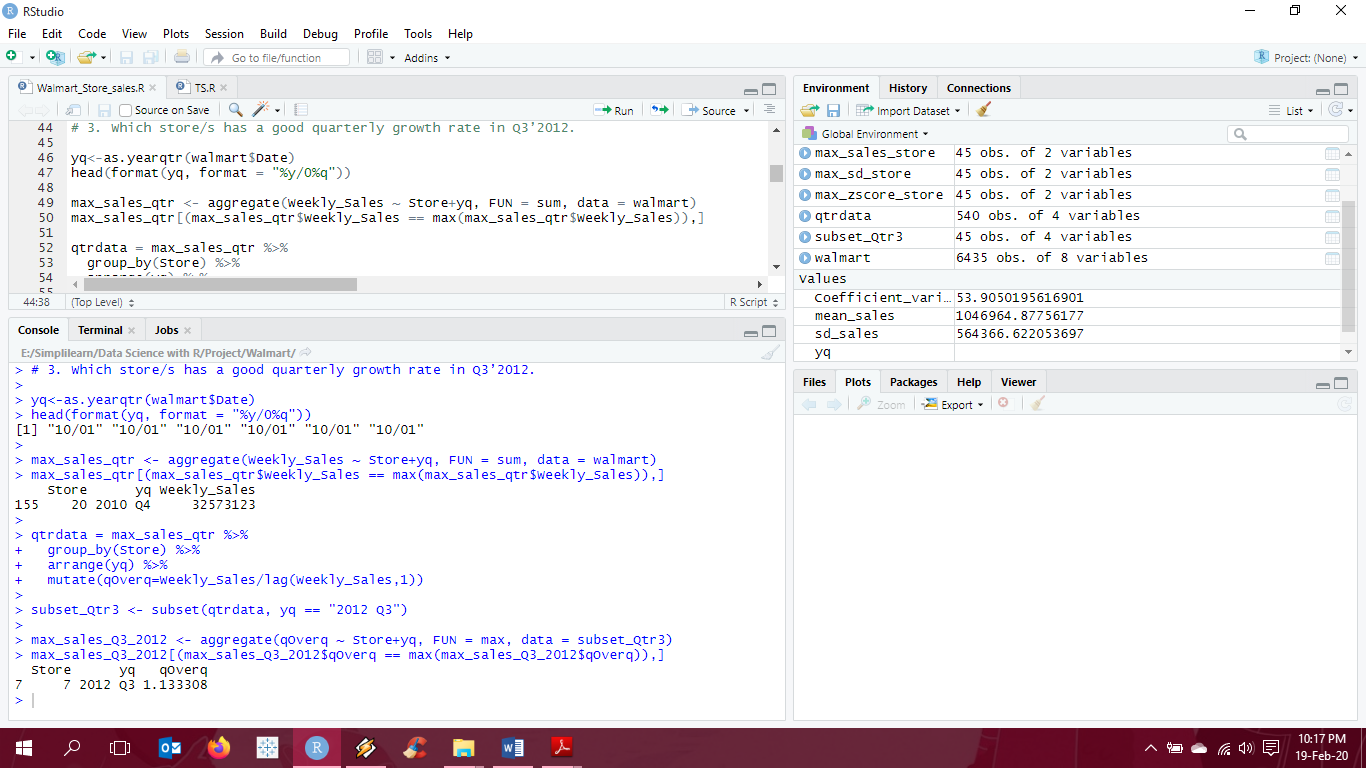 RStudio
File Edit Code View Plots Session Build Debug Profile Tools Help
Go to file/function Addins Project: (None)
Walmart_Store_sales.R TS.R
Source on Save Run Source
44 # 3. Which store/s has a good quarterly growth rate in Q3’2012.
45
46 yq<-as.yearqtr(walmart$Date)
47 head(format(yq, format = "%y/0%q"))
48
49 max_sales_qtr <- aggregate(Weekly_Sales ~ Store+yq, FUN = sum, data = walmart)
50 max_sales_qtr[(max_sales_qtr$Weekly_Sales == max(max_sales_qtr$Weekly_Sales)),]
51
52 qtrdata = max_sales_qtr %>%
53 group_by(Store) %>%
54 arrange(yq) %>%
55
44:38 (Top Level) R Script
Console Terminal Jobs
E:/Simplilearn/Data Science with R/Project/Walmart/
> # 3. Which store/s has a good quarterly growth rate in Q3’2012.
>
> yq<-as.yearqtr(walmart$Date)
> head(format(yq, format = "%y/0%q"))
[1] "10/01" "10/01" "10/01" "10/01" "10/01" "10/01"
>
> max_sales_qtr <- aggregate(Weekly_Sales ~ Store+yq, FUN = sum, data = walmart)
> max_sales_qtr[(max_sales_qtr$Weekly_Sales == max(max_sales_qtr$Weekly_Sales)),]
Store yq Weekly_Sales
155 20 2010 Q4 32573123
>
> qtrdata = max_sales_qtr %>%
+ group_by(Store) %>%
+ arrange(yq) %>%
+ mutate(qOverq=Weekly_Sales/lag(Weekly_Sales,1))
>
> subset_Qtr3 <- subset(qtrdata, yq == "2012 Q3")
>
> max_sales_Q3_2012 <- aggregate(qOverq ~ Store+yq, FUN = max, data = subset_Qtr3)
> max_sales_Q3_2012[(max_sales_Q3_2012$qOverq == max(max_sales_Q3_2012$qOverq)),]
Store yq qOverq
7 7 2012 Q3 1.133308
>
Environment History Connections
Import Dataset List
Global Environment
max_sales_store 45 obs. of 2 variables
max_sd_store 45 obs. of 2 variables
max_zscore_store 45 obs. of 2 variables
qtrdata 540 obs. of 4 variables
subset_Qtr3 45 obs. of 4 variables
walmart 6435 obs. of 8 variables
Values
Coefficient_vari… 53.9050195616901
mean_sales 1046964.87756177
sd_sales 564366.622053697
yq
Files Plots Packages Help Viewer
Zoom Export
10:17 PM
19-Feb-20